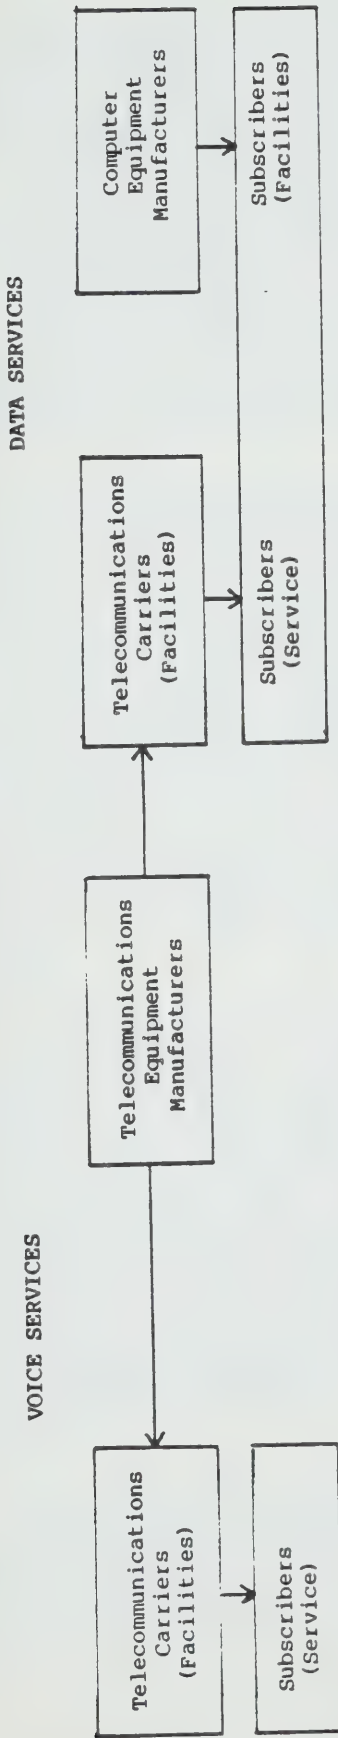 VOICE SERVICES
DATA SERVICES
Telecommunications
Carriers
(Facilities)
Telecommunications
Equipment
Manufacturers
Telecommunications
Carriers
(Facilities)
Computer
Equipment
Manufacturers
Subscribers
(Service)
Subscribers
(Service)
Subscribers
(Facilities)